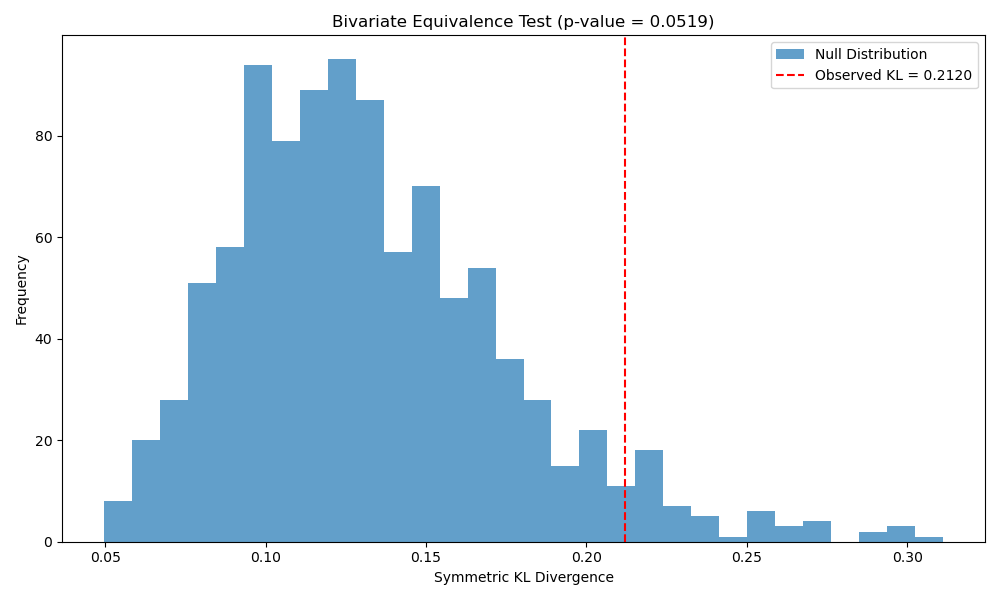 Bivariate Equivalence Test (p-value = 0.0519)
Null Distribution
Observed KL = 0.2120
Frequency
80
60
40
20
0
0.05 0.10 0.15 0.20 0.25 0.30
Symmetric KL Divergence